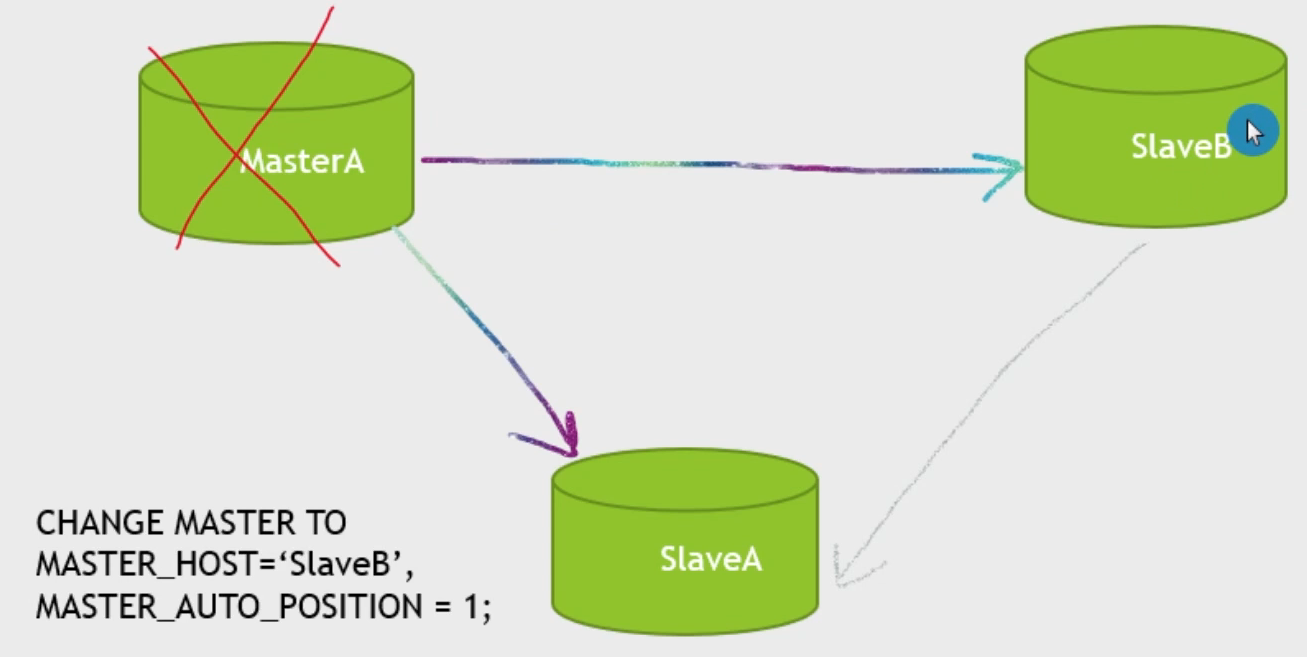 MasterA
SlaveB
SlaveA
CHANGE MASTER TO
MASTER_HOST=‘SlaveB’,
MASTER_AUTO_POSITION = 1;